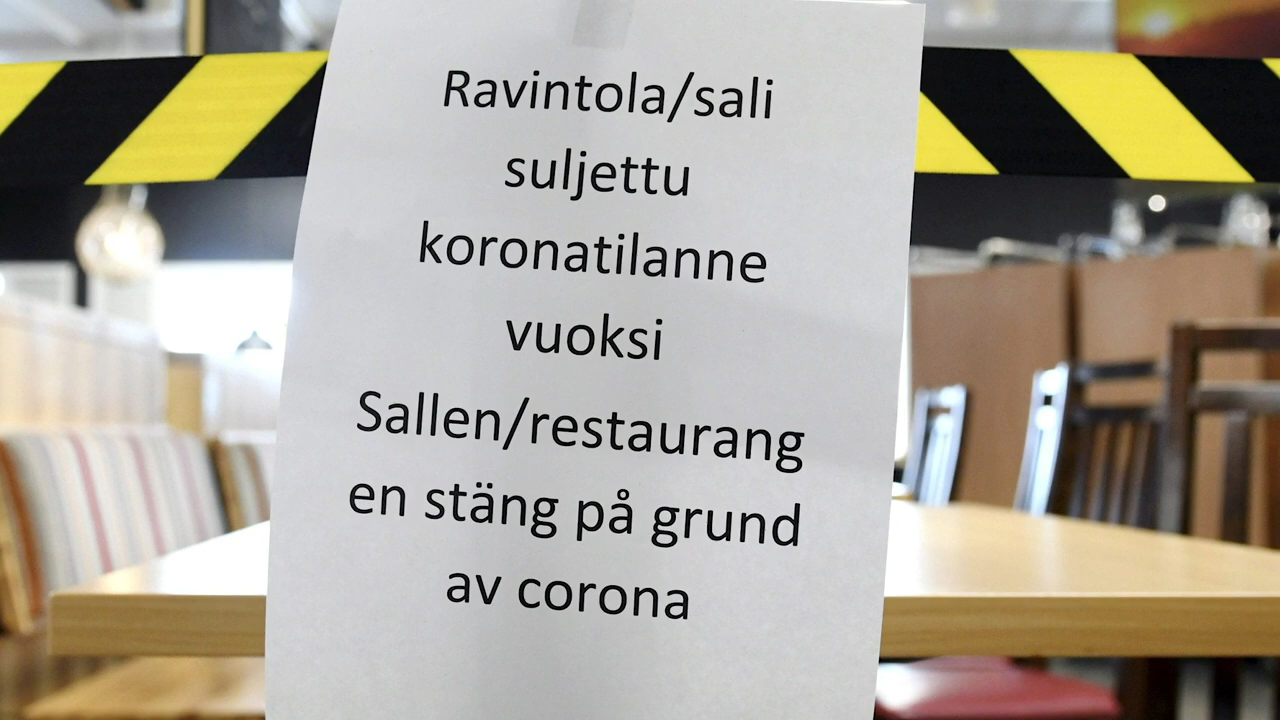 Ravintola/sali
suljettu
koronatilanne
vuoksi
Sallen/restaurang
en stäng på grund
av corona